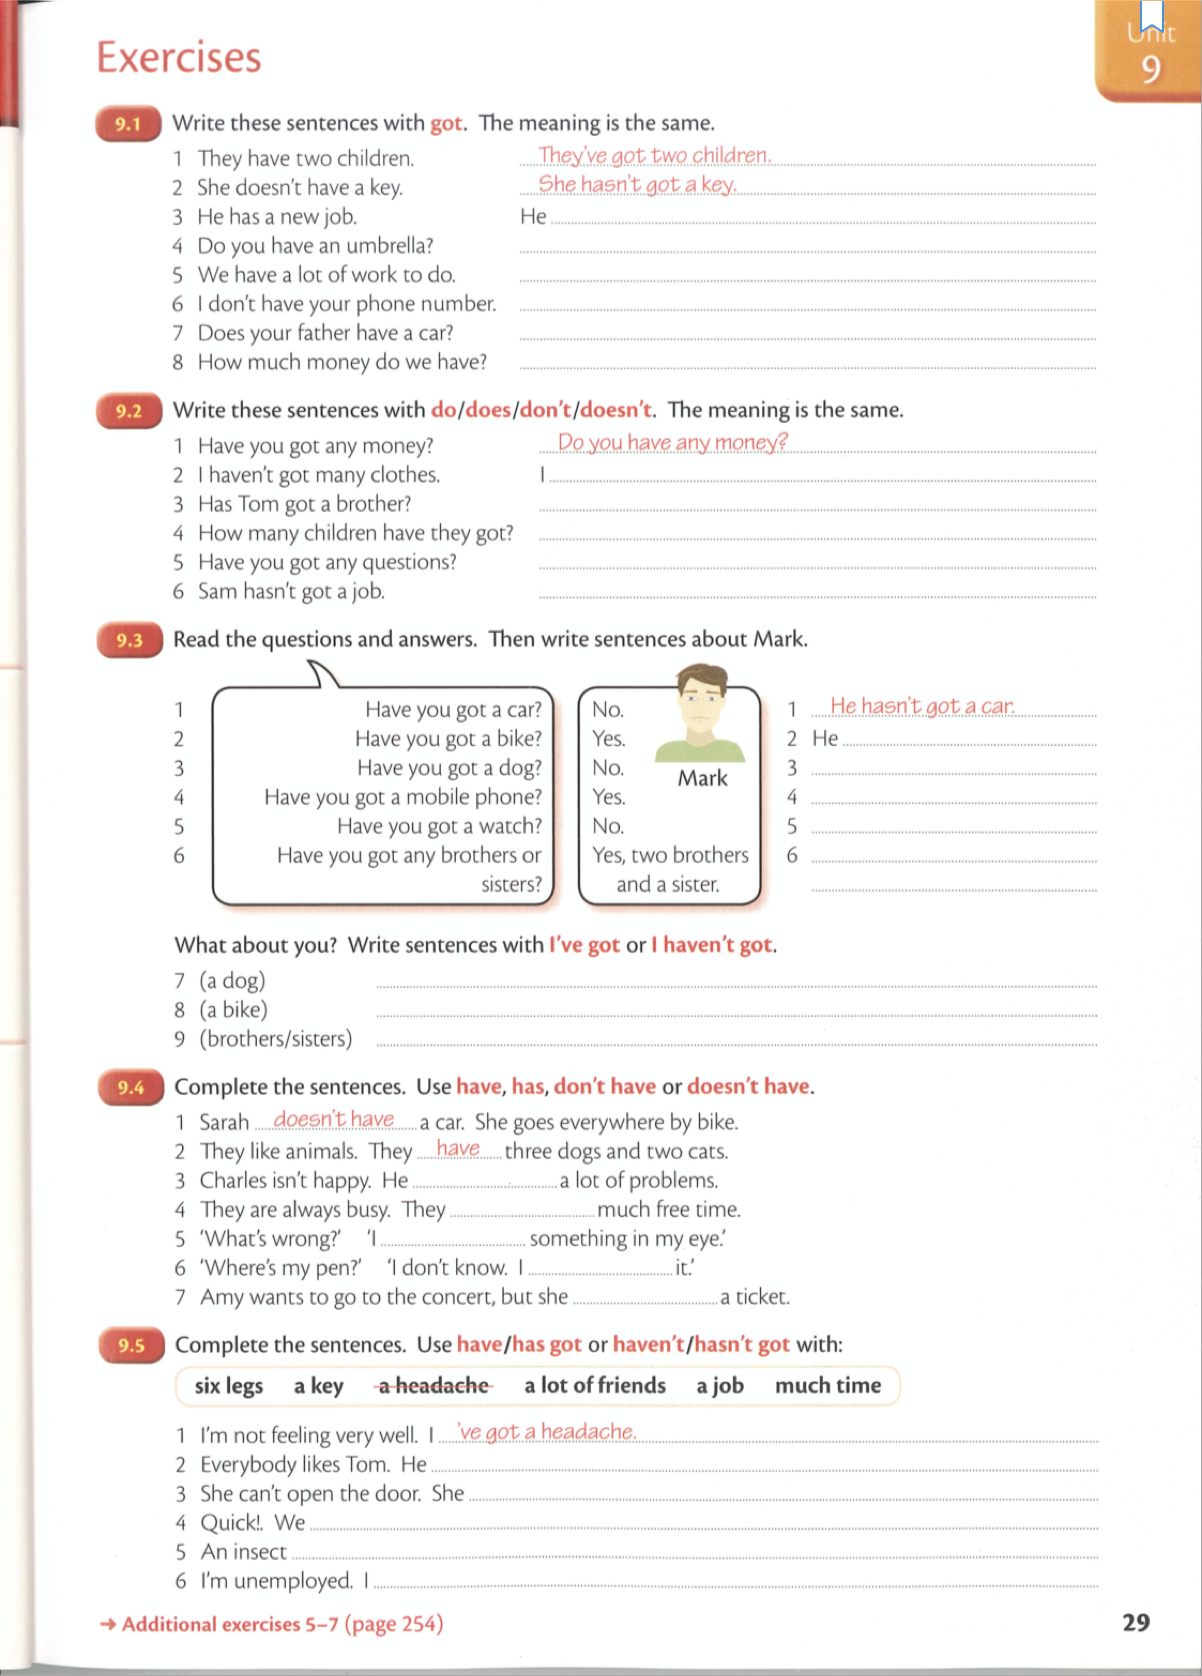 Unit
9
Exercises
9.1 Write these sentences with got. The meaning is the same.
1 They have two children. They've got two children.
2 She doesn't have a key. She hasn't got a key.
3 He has a new job. He
4 Do you have an umbrella?
5 We have a lot of work to do.
6 I don't have your phone number.
7 Does your father have a car?
8 How much money do we have?
9.2 Write these sentences with do/does/don't/doesn't. The meaning is the same.
1 Have you got any money? Do you have any money?
2 I haven't got many clothes. I
3 Has Tom got a brother?
4 How many children have they got?
5 Have you got any questions?
6 Sam hasn't got a job.
9.3 Read the questions and answers. Then write sentences about Mark.
1 Have you got a car? No. 1 He hasn't got a car.
2 Have you got a bike? Yes. 2 He
3 Have you got a dog? No. Mark 3
4 Have you got a mobile phone? Yes. 4
5 Have you got a watch? No. 5
6 Have you got any brothers or Yes, two brothers 6
sisters? and a sister.
What about you? Write sentences with I've got or I haven't got.
7 (a dog)
8 (a bike)
9 (brothers/sisters)
9.4 Complete the sentences. Use have, has, don't have or doesn't have.
1 Sarah doesn't have a car. She goes everywhere by bike.
2 They like animals. They have three dogs and two cats.
3 Charles isn't happy. He a lot of problems.
4 They are always busy. They much free time.
5 'What's wrong?' 'I something in my eye.'
6 'Where's my pen?' 'I don't know. I it.'
7 Amy wants to go to the concert, but she a ticket.
9.5 Complete the sentences. Use have/has got or haven't/hasn't got with:
six legs a key a headache a lot of friends a job much time
1 I'm not feeling very well. I 've got a headache.
2 Everybody likes Tom. He
3 She can't open the door. She
4 Quick!. We
5 An insect
6 I'm unemployed. I
➜ Additional exercises 5–7 (page 254)
29